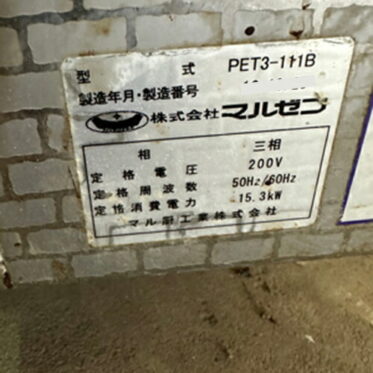 型式 PET3-111B
製造年月・製造番号
株式会社マルゼン
相 三相
定格電圧 200V
定格周波数 50Hz/60Hz
定格消費電力 15.3kW
マル厨工業株式会社